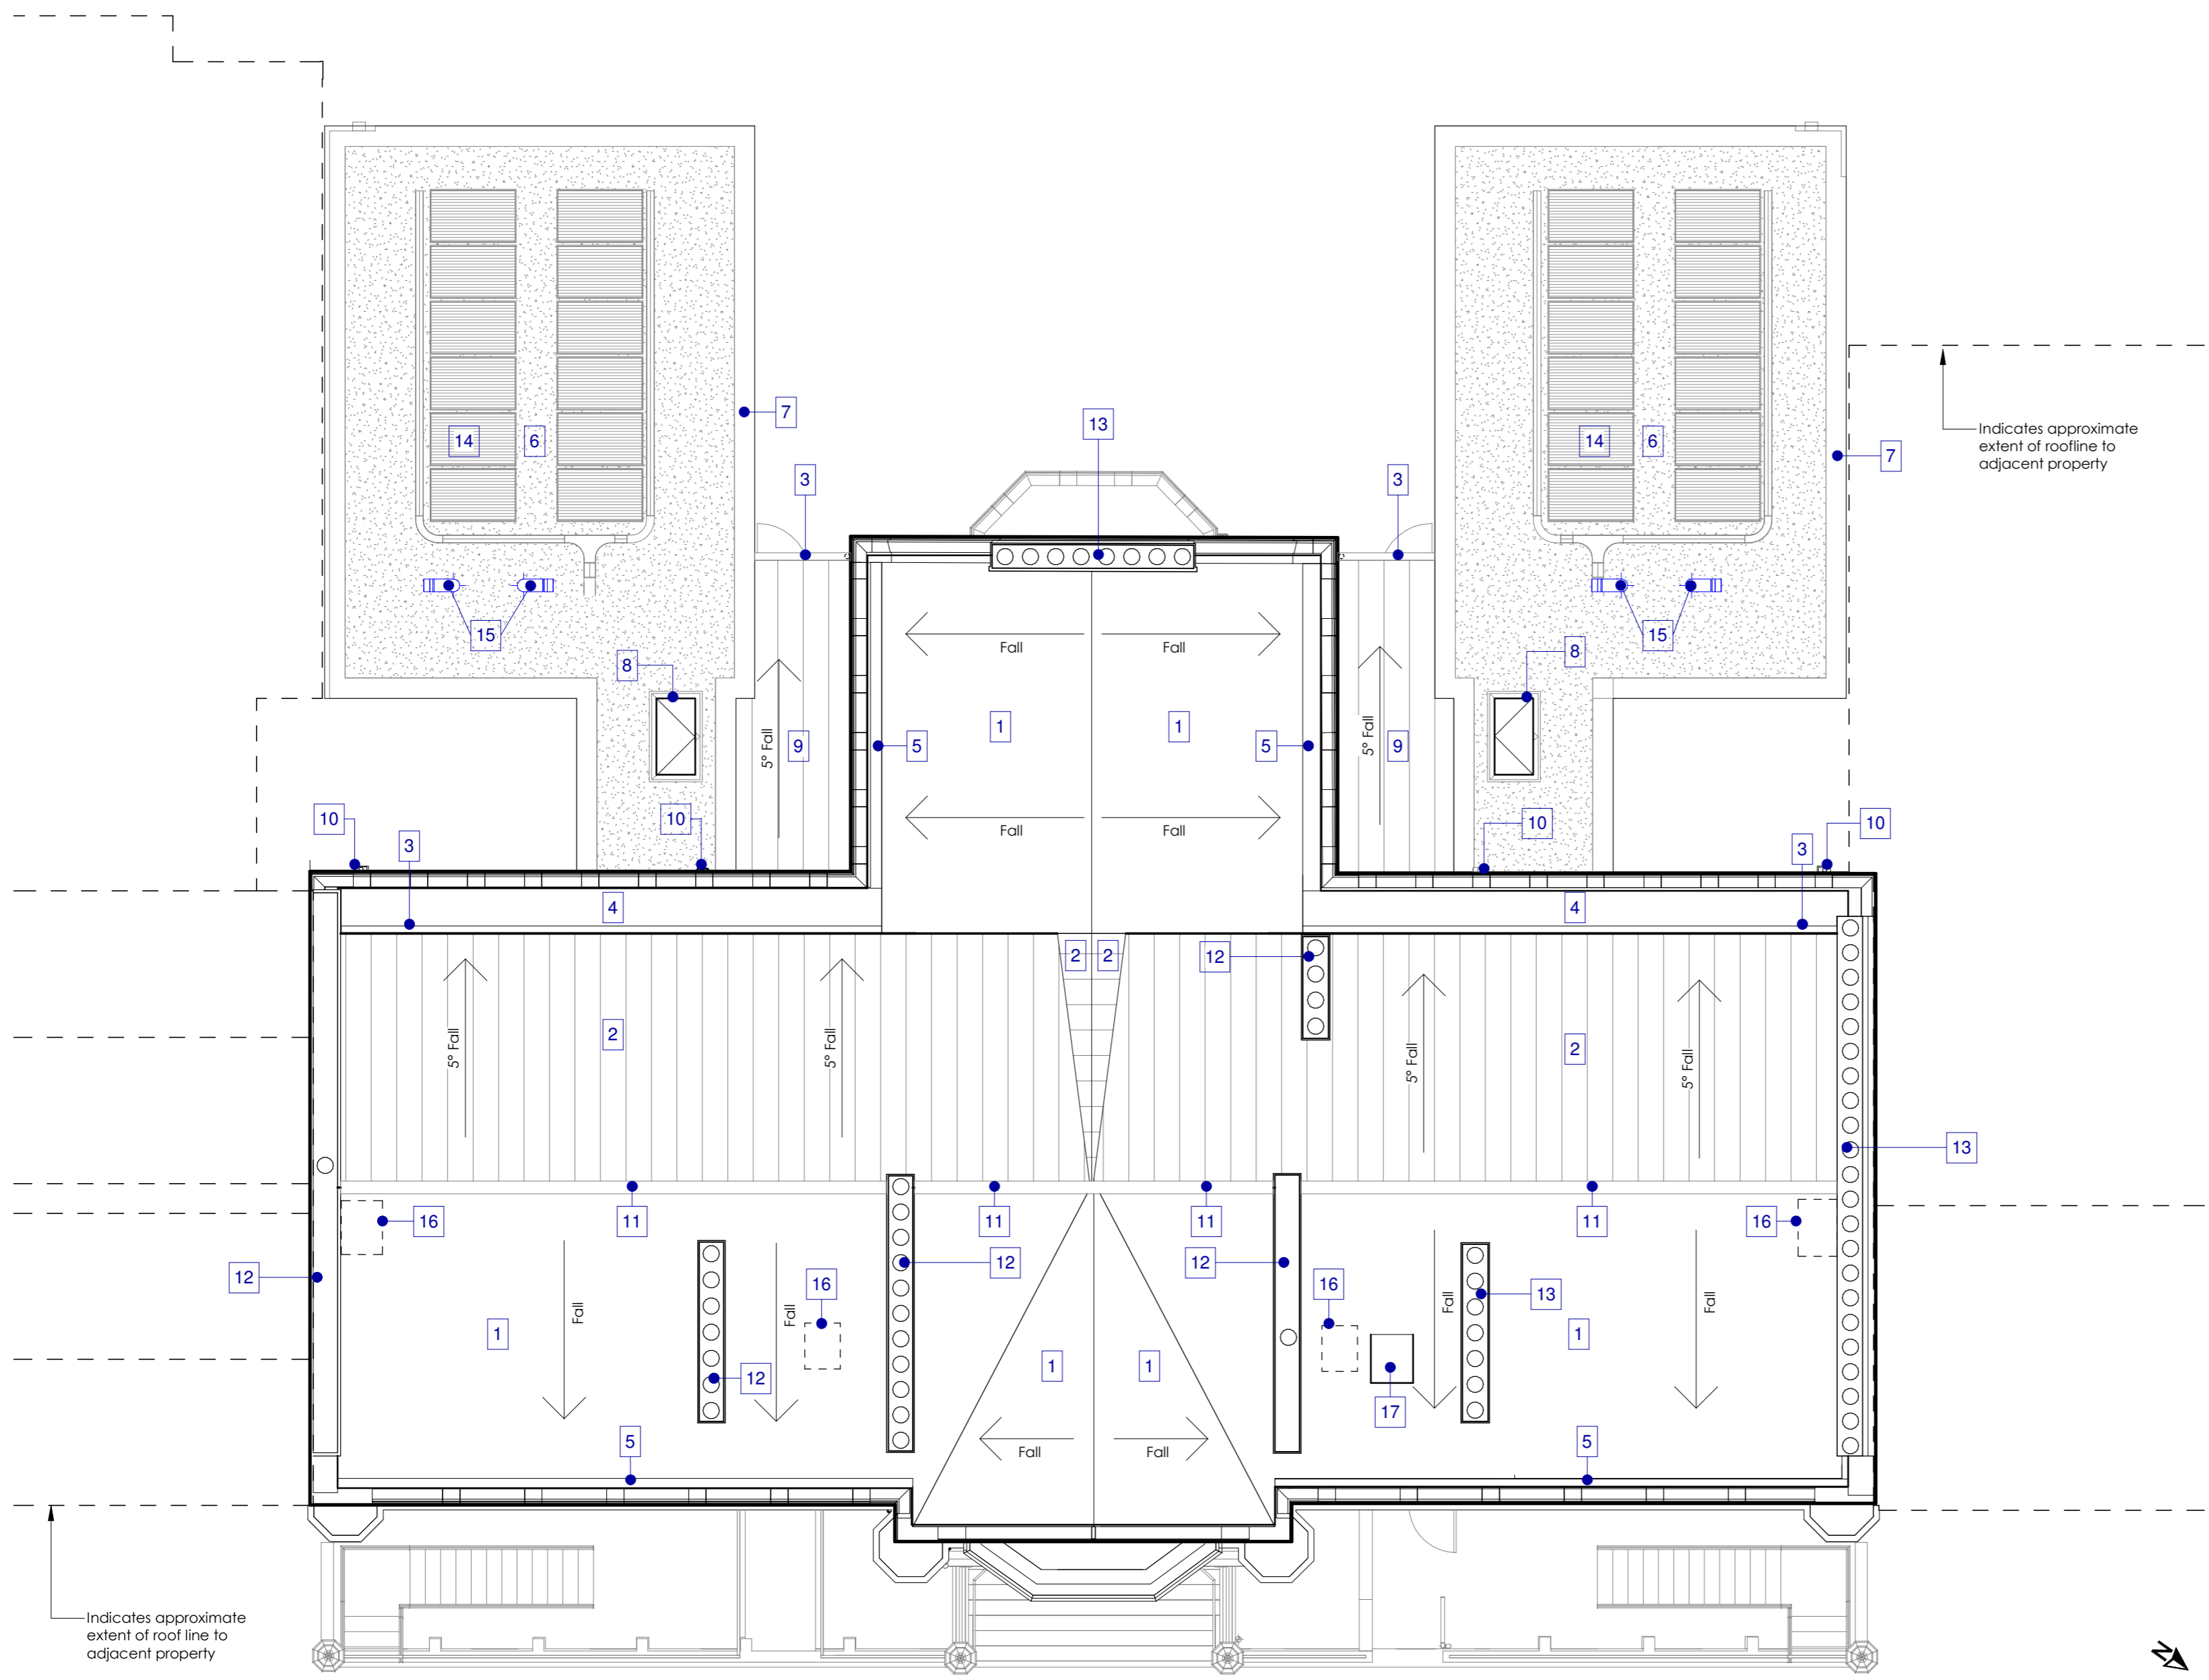 7
14
6
13
14
6
Indicates approximate
extent of roofline to
adjacent property
7
3
3
15
15
Fall
Fall
8
8
1
1
5° Fall
9
5
5
5° Fall
9
10
10
Fall
Fall
10
10
3
3
4
4
2
2
12
5° Fall
2
5° Fall
5° Fall
2
5° Fall
13
16
11
11
11
11
16
12
12
12
16
16
13
Fall
Fall
Fall
Fall
1
1
1
1
12
17
5
Fall
Fall
5
Indicates approximate
extent of roof line to
adjacent property
N